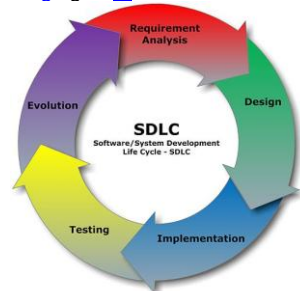 Requirement
Analysis
Design
Evolution
SDLC
Software/System Development
Life Cycle - SDLC
Testing
Implementation